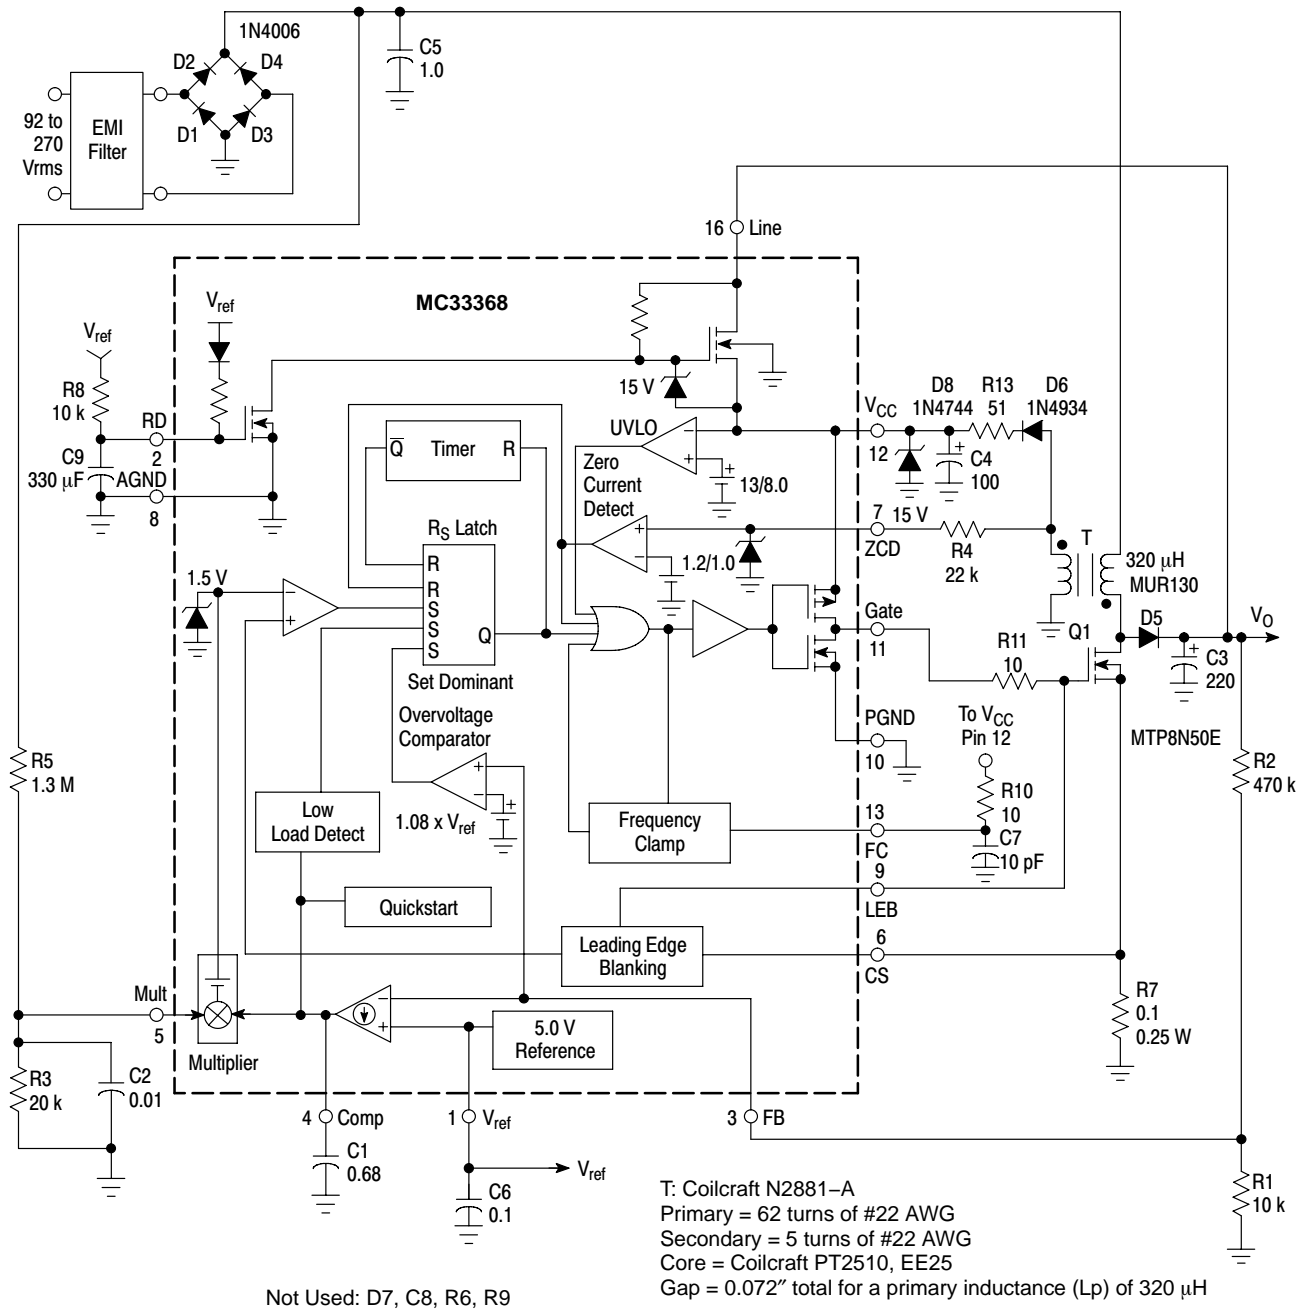 1N4006
D2
D4
C5
1.0
92 to
270
Vrms
EMI
Filter
D1
D3
16
Line
MC33368
Vref
Vref
R8
10 k
RD
2
C9
330 μF
AGND
8
15 V
VCC
12
D8
1N4744
R13
51
D6
1N4934
UVLO
Q̅
Timer
R
Zero
Current
Detect
13/8.0
C4
100
7
15 V
ZCD
R4
22 k
T
RS Latch
R
R
S
S
S
Q
Set Dominant
1.5 V
−
+
1.2/1.0
320 μH
MUR130
Gate
11
R11
10
Q1
D5
VO
C3
220
MTP8N50E
Overvoltage
Comparator
PGND
10
To VCC
Pin 12
R5
1.3 M
R2
470 k
Low
Load Detect
1.08 x Vref
Frequency
Clamp
13
FC
R10
10
C7
10 pF
9
LEB
Quickstart
Leading Edge
Blanking
6
CS
Mult
5
Multiplier
5.0 V
Reference
R7
0.1
0.25 W
R3
20 k
C2
0.01
4
Comp
1
Vref
3
FB
C1
0.68
Vref
C6
0.1
R1
10 k
T: Coilcraft N2881−A
Primary = 62 turns of #22 AWG
Secondary = 5 turns of #22 AWG
Core = Coilcraft PT2510, EE25
Gap = 0.072″ total for a primary inductance (Lp) of 320 μH
Not Used: D7, C8, R6, R9